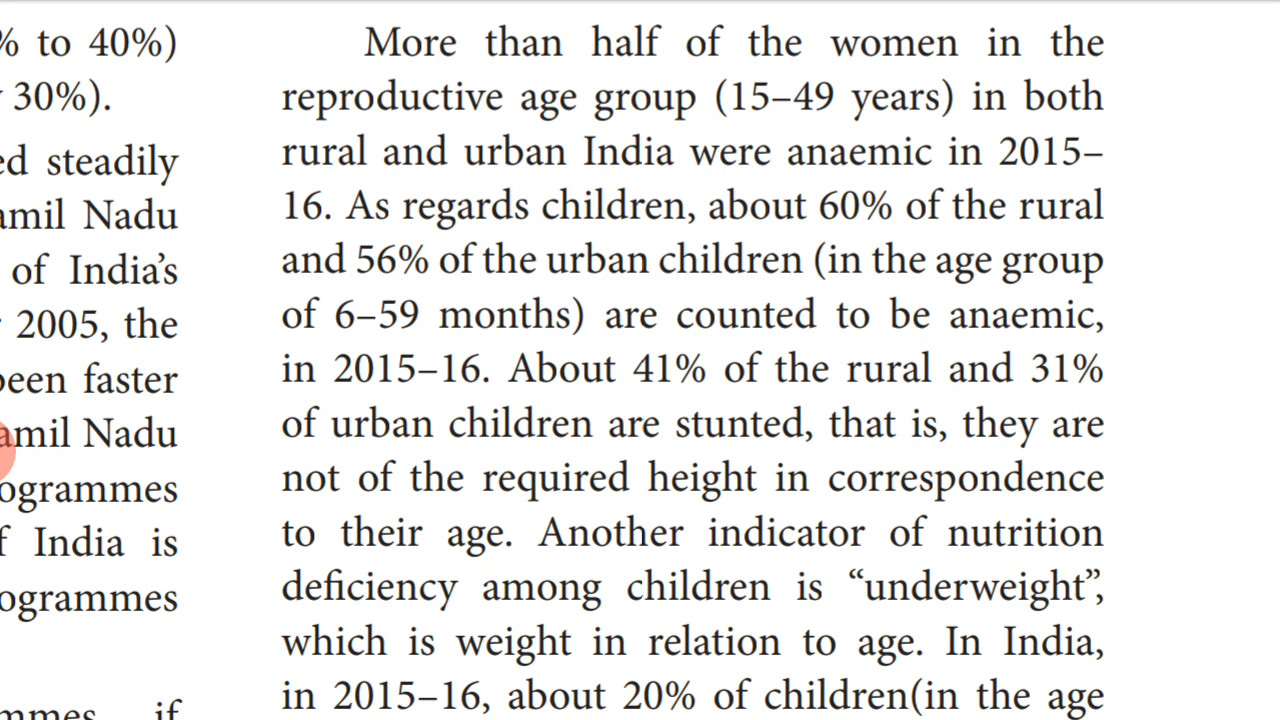 % to 40%)
30%).
ed steadily
amil Nadu
of India’s
2005, the
been faster
amil Nadu
ogrammes
f India is
ogrammes
mmes if
More than half of the women in the
reproductive age group (15–49 years) in both
rural and urban India were anaemic in 2015–
16. As regards children, about 60% of the rural
and 56% of the urban children (in the age group
of 6–59 months) are counted to be anaemic,
in 2015–16. About 41% of the rural and 31%
of urban children are stunted, that is, they are
not of the required height in correspondence
to their age. Another indicator of nutrition
deficiency among children is “underweight”,
which is weight in relation to age. In India,
in 2015–16, about 20% of children(in the age